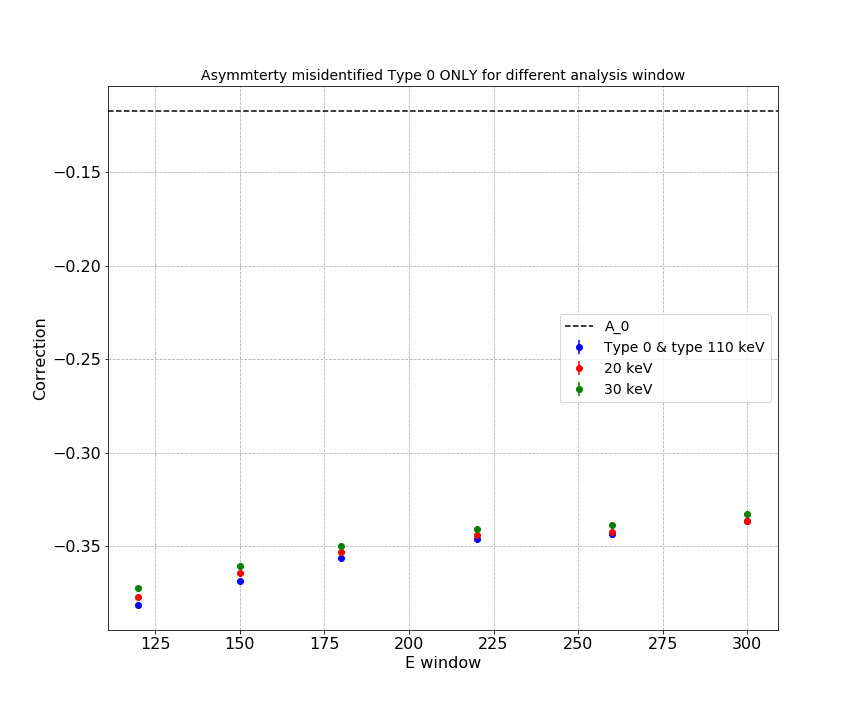 Asymmterty misidentified Type 0 ONLY for different analysis window
−0.15
−0.20
−0.25
−0.30
−0.35
Correction
A_0
Type 0 & type 110 keV
20 keV
30 keV
125
150
175
200
225
250
275
300
E window